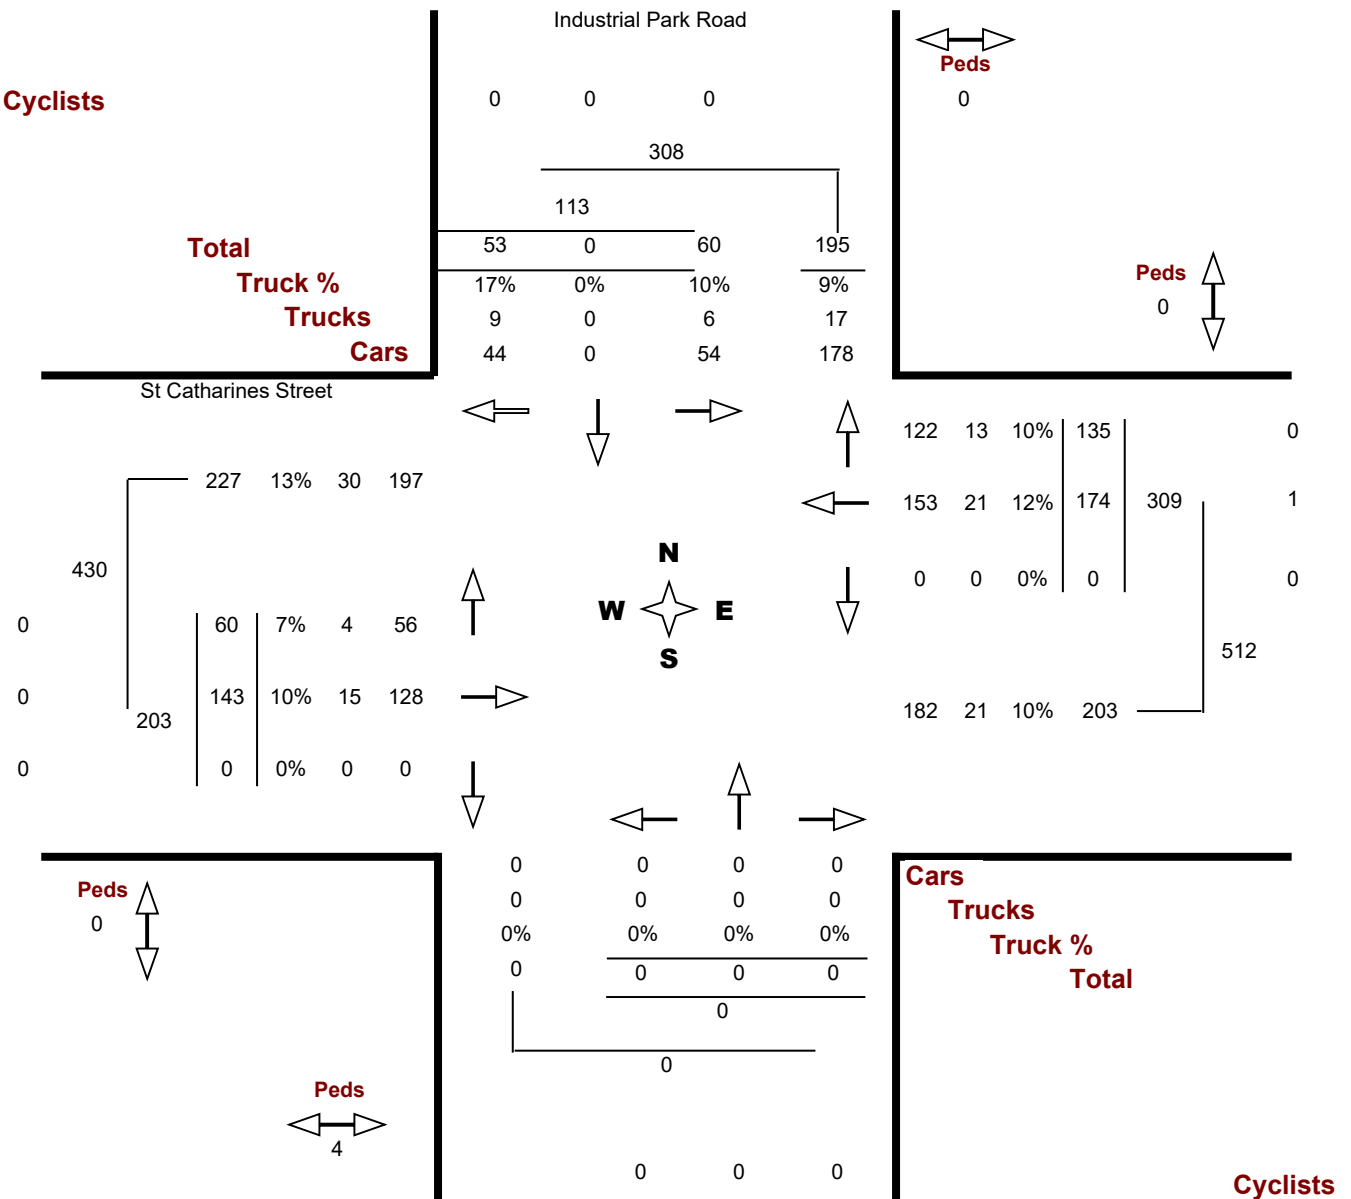 Industrial Park Road
Peds
Cyclists 0 0 0 0
308
113
Total 53 0 60 195
Truck % 17% 0% 10% 9%
Peds
Trucks 9 0 6 17
0
Cars 44 0 54 178
St Catharines Street
122 13 10% 135 0
227 13% 30 197
153 21 12% 174 309 1
N
430
0 0 0% 0 0
W E
0 60 7% 4 56
S
512
0 143 10% 15 128
203
182 21 10% 203
0 0 0% 0 0
0 0 0 0
Cars
Peds
0 0 0 0
Trucks
0
0% 0% 0% 0%
Truck %
0 0 0 0
Total
0
0
Peds
4
0 0 0
Cyclists